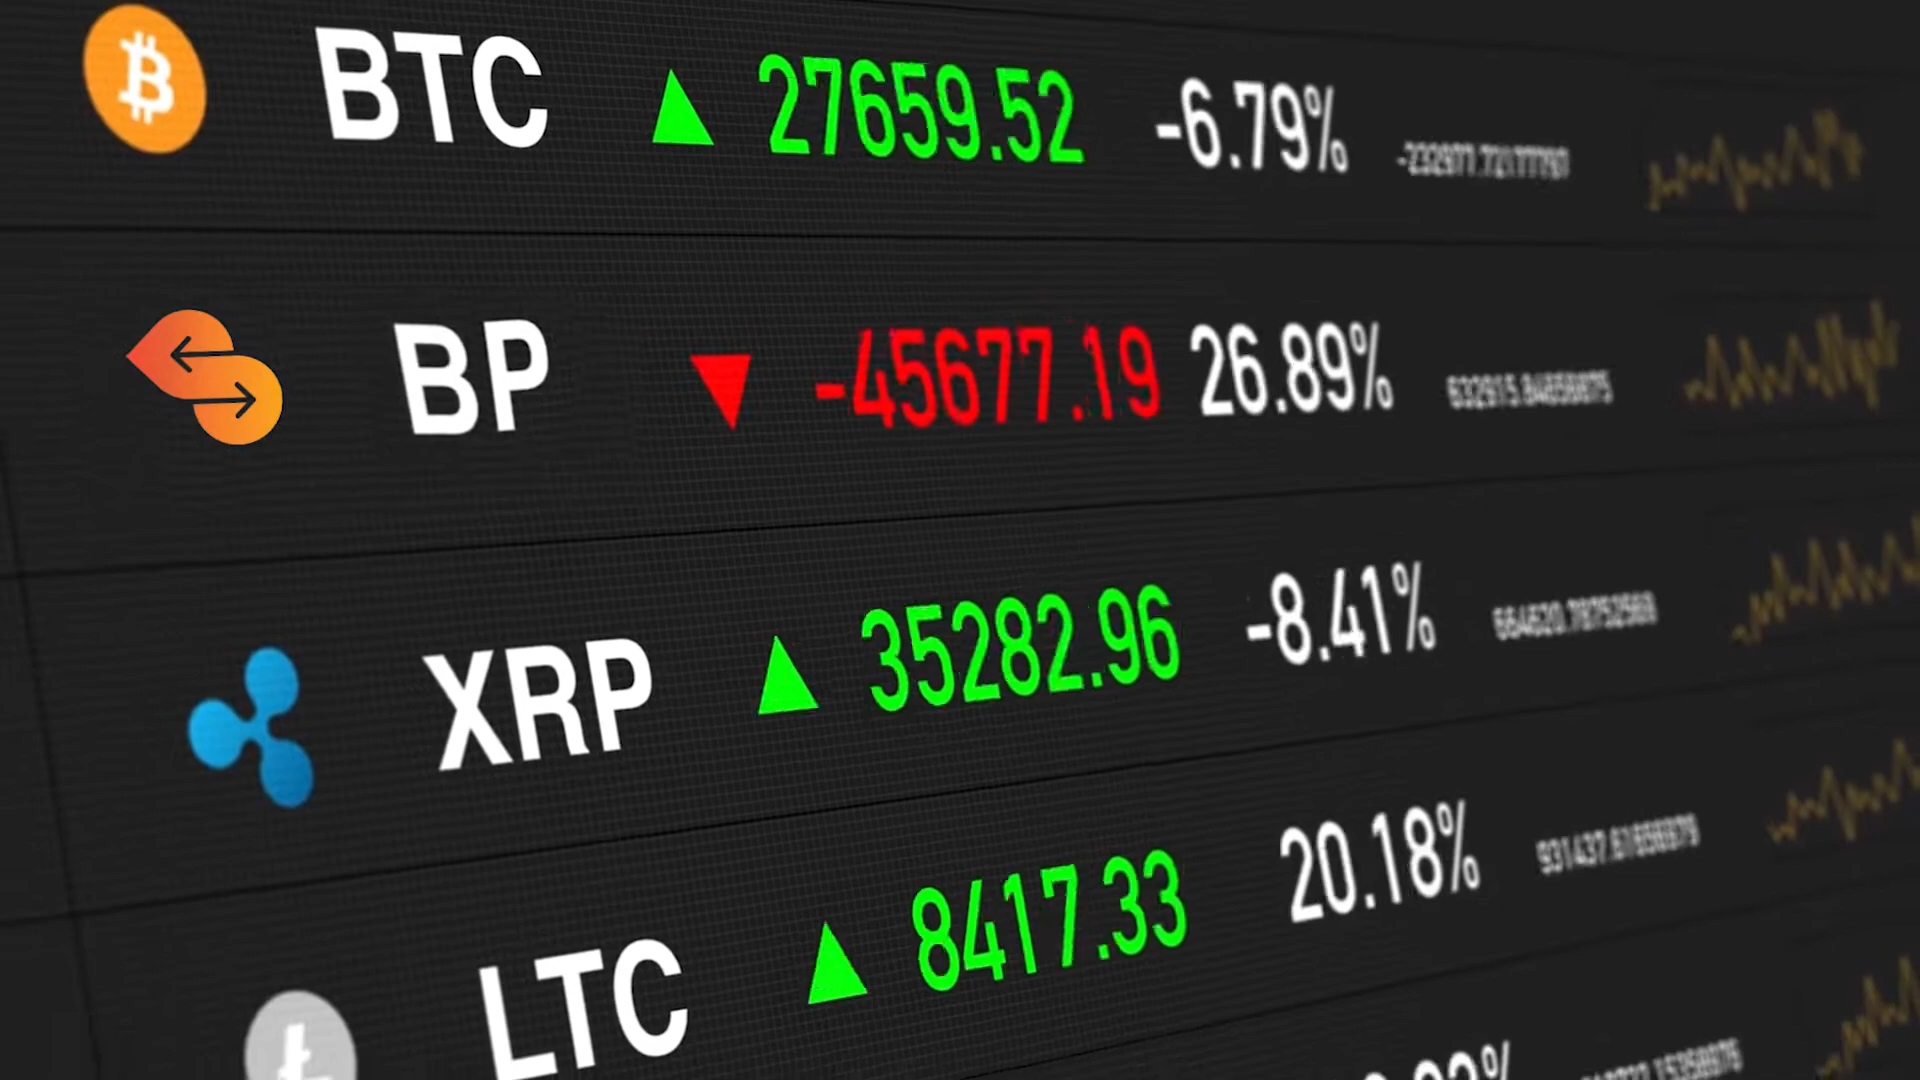 BTC ▲ 27659.52 -6.79%
BP ▼ -45677.19 26.89%
XRP ▲ 35282.96 -8.41%
LTC ▲ 8417.33 20.18%